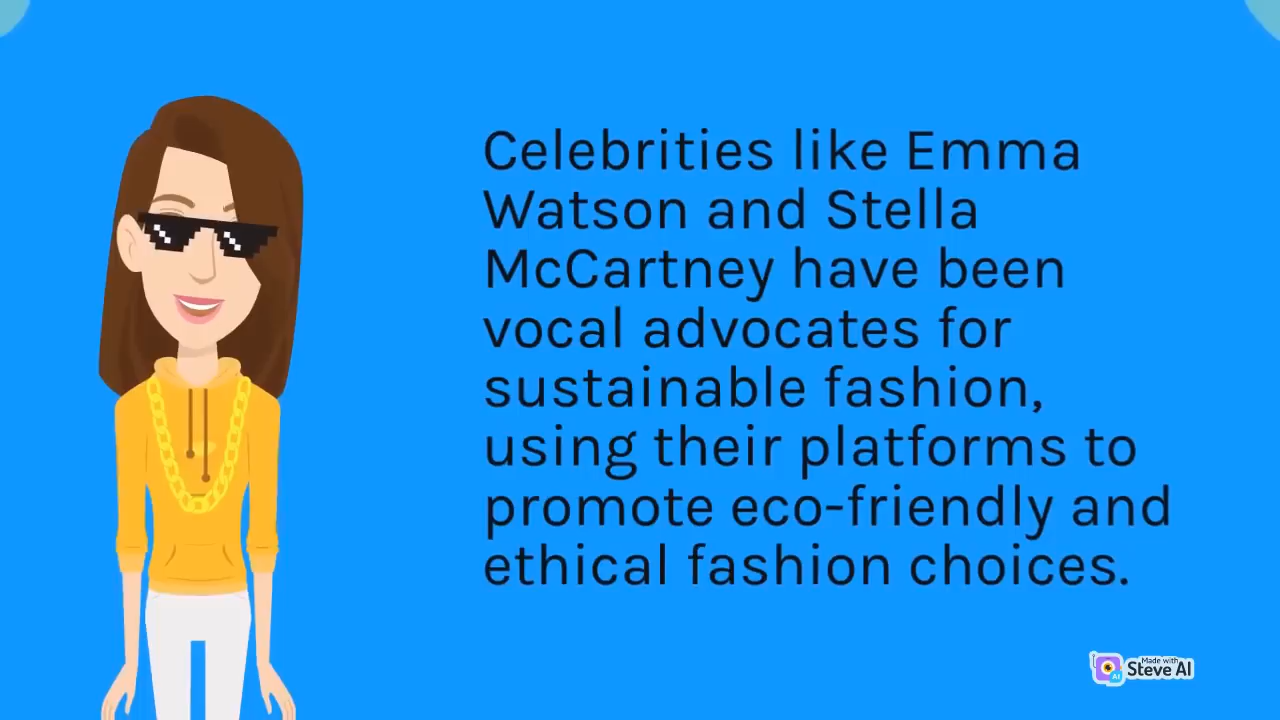 Celebrities like Emma
Watson and Stella
McCartney have been
vocal advocates for
sustainable fashion,
using their platforms to
promote eco-friendly and
ethical fashion choices.
Made with
Steve AI
AI